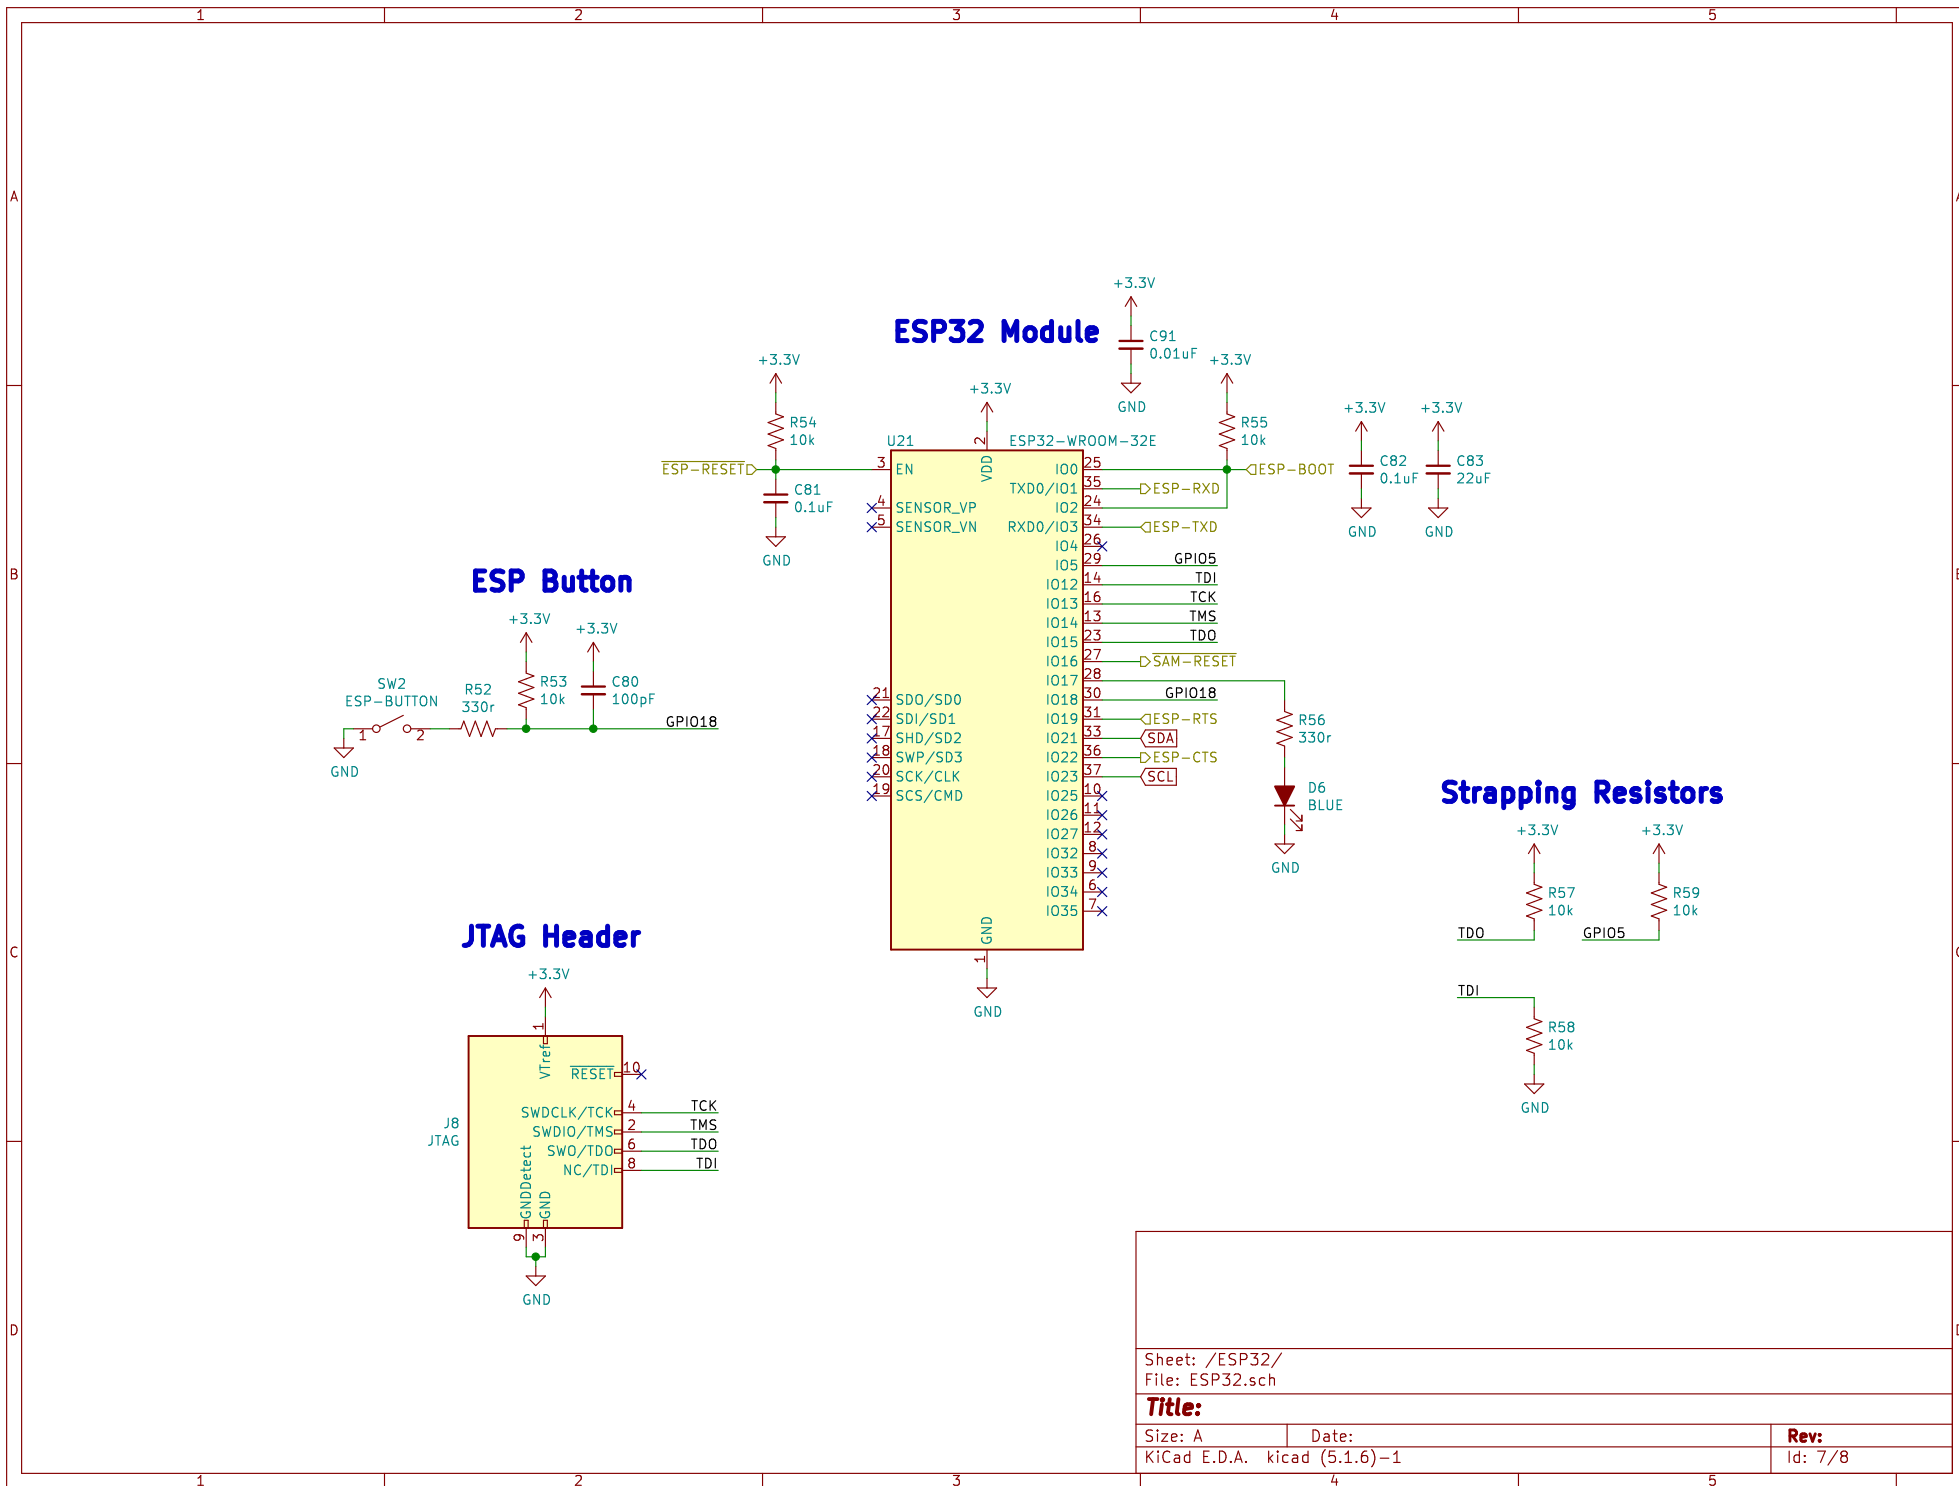 1 2 3 4 5
A
B
C
D
+3.3V
C91
0.01uF
GND
ESP32 Module
+3.3V
R54
10k
ESP-RESET
C81
0.1uF
GND
+3.3V
U21
ESP32-WROOM-32E
2
VDD
3 EN
4 SENSOR_VP
5 SENSOR_VN
21 SDO/SD0
22 SDI/SD1
17 SHD/SD2
18 SWP/SD3
20 SCK/CLK
19 SCS/CMD
IO0 25
TXD0/IO1 35 ESP-RXD
IO2 24
RXD0/IO3 34 ESP-TXD
IO4 26
IO5 29 GPIO5
IO12 14 TDI
IO13 16 TCK
IO14 13 TMS
IO15 23 TDO
IO16 27 SAM-RESET
IO17 28
IO18 30 GPIO18
IO19 31 ESP-RTS
IO21 33 SDA
IO22 36 ESP-CTS
IO23 37 SCL
IO25 10
IO26 11
IO27 12
IO32 8
IO33 9
IO34 6
IO35 7
GND
1
GND
+3.3V
R55
10k
ESP-BOOT
+3.3V
C82
0.1uF
GND
+3.3V
C83
22uF
GND
R56
330r
D6
BLUE
GND
ESP Button
+3.3V
+3.3V
SW2
ESP-BUTTON
1 2
GND
R52
330r
R53
10k
C80
100pF
GPIO18
JTAG Header
+3.3V
1
VTref
RESET 10
J8
JTAG
SWDCLK/TCK 4 TCK
SWDIO/TMS 2 TMS
SWO/TDO 6 TDO
NC/TDI 8 TDI
GNDDetect
GND
9 3
GND
Strapping Resistors
+3.3V
R57
10k
TDO
+3.3V
R59
10k
GPIO5
TDI
R58
10k
GND
Sheet: /ESP32/
File: ESP32.sch
Title:
Size: A Date: Rev:
KiCad E.D.A. kicad (5.1.6)-1 Id: 7/8
1 2 3 4 5